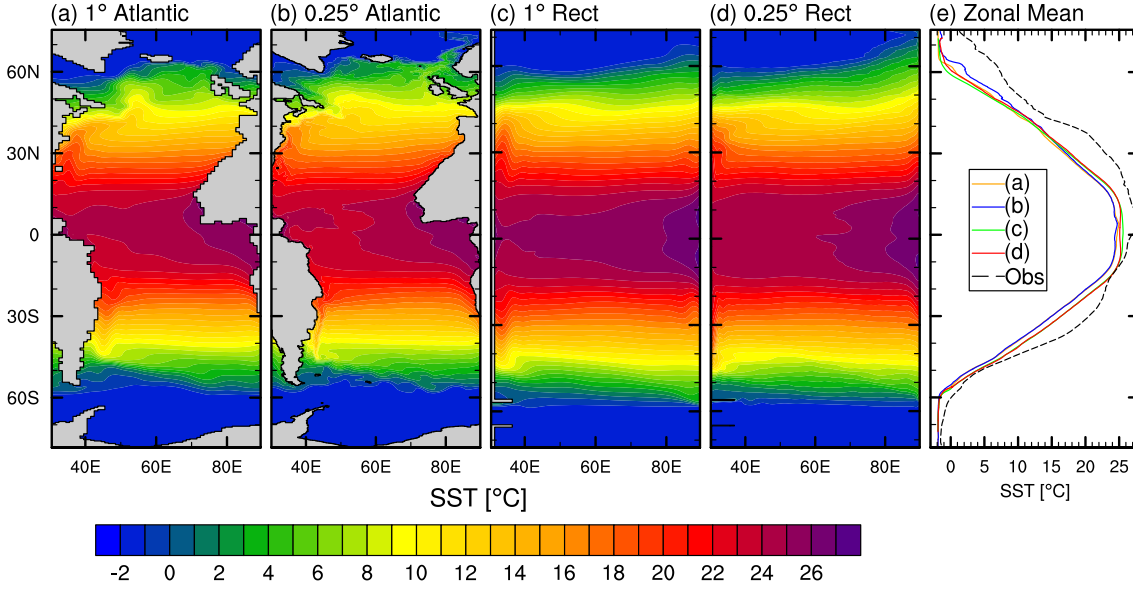 (a) 1° Atlantic
(b) 0.25° Atlantic
(c) 1° Rect
(d) 0.25° Rect
(e) Zonal Mean
60N
30N
0
30S
60S
(a)
(b)
(c)
(d)
Obs
40E 60E 80E
40E 60E 80E
40E 60E 80E
40E 60E 80E
0 5 10 15 20 25
SST [°C]
SST [°C]
-2 0 2 4 6 8 10 12 14 16 18 20 22 24 26